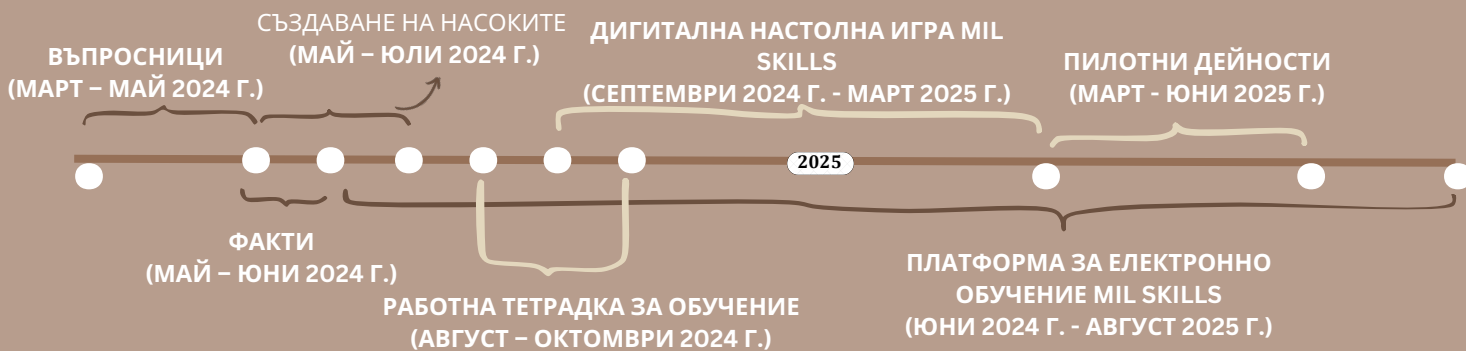 ВЪПРОСНИЦИ
(МАРТ – МАЙ 2024 Г.)
СЪЗДАВАНЕ НА НАСОКИТЕ
(МАЙ – ЮЛИ 2024 Г.)
ДИГИТАЛНА НАСТОЛНА ИГРА MIL
SKILLS
(СЕПТЕМВРИ 2024 Г. - МАРТ 2025 Г.)
ПИЛОТНИ ДЕЙНОСТИ
(МАРТ - ЮНИ 2025 Г.)
2025
ФАКТИ
(МАЙ – ЮНИ 2024 Г.)
РАБОТНА ТЕТРАДКА ЗА ОБУЧЕНИЕ
(АВГУСТ – ОКТОМВРИ 2024 Г.)
ПЛАТФОРМА ЗА ЕЛЕКТРОННО
ОБУЧЕНИЕ MIL SKILLS
(ЮНИ 2024 Г. - АВГУСТ 2025 Г.)